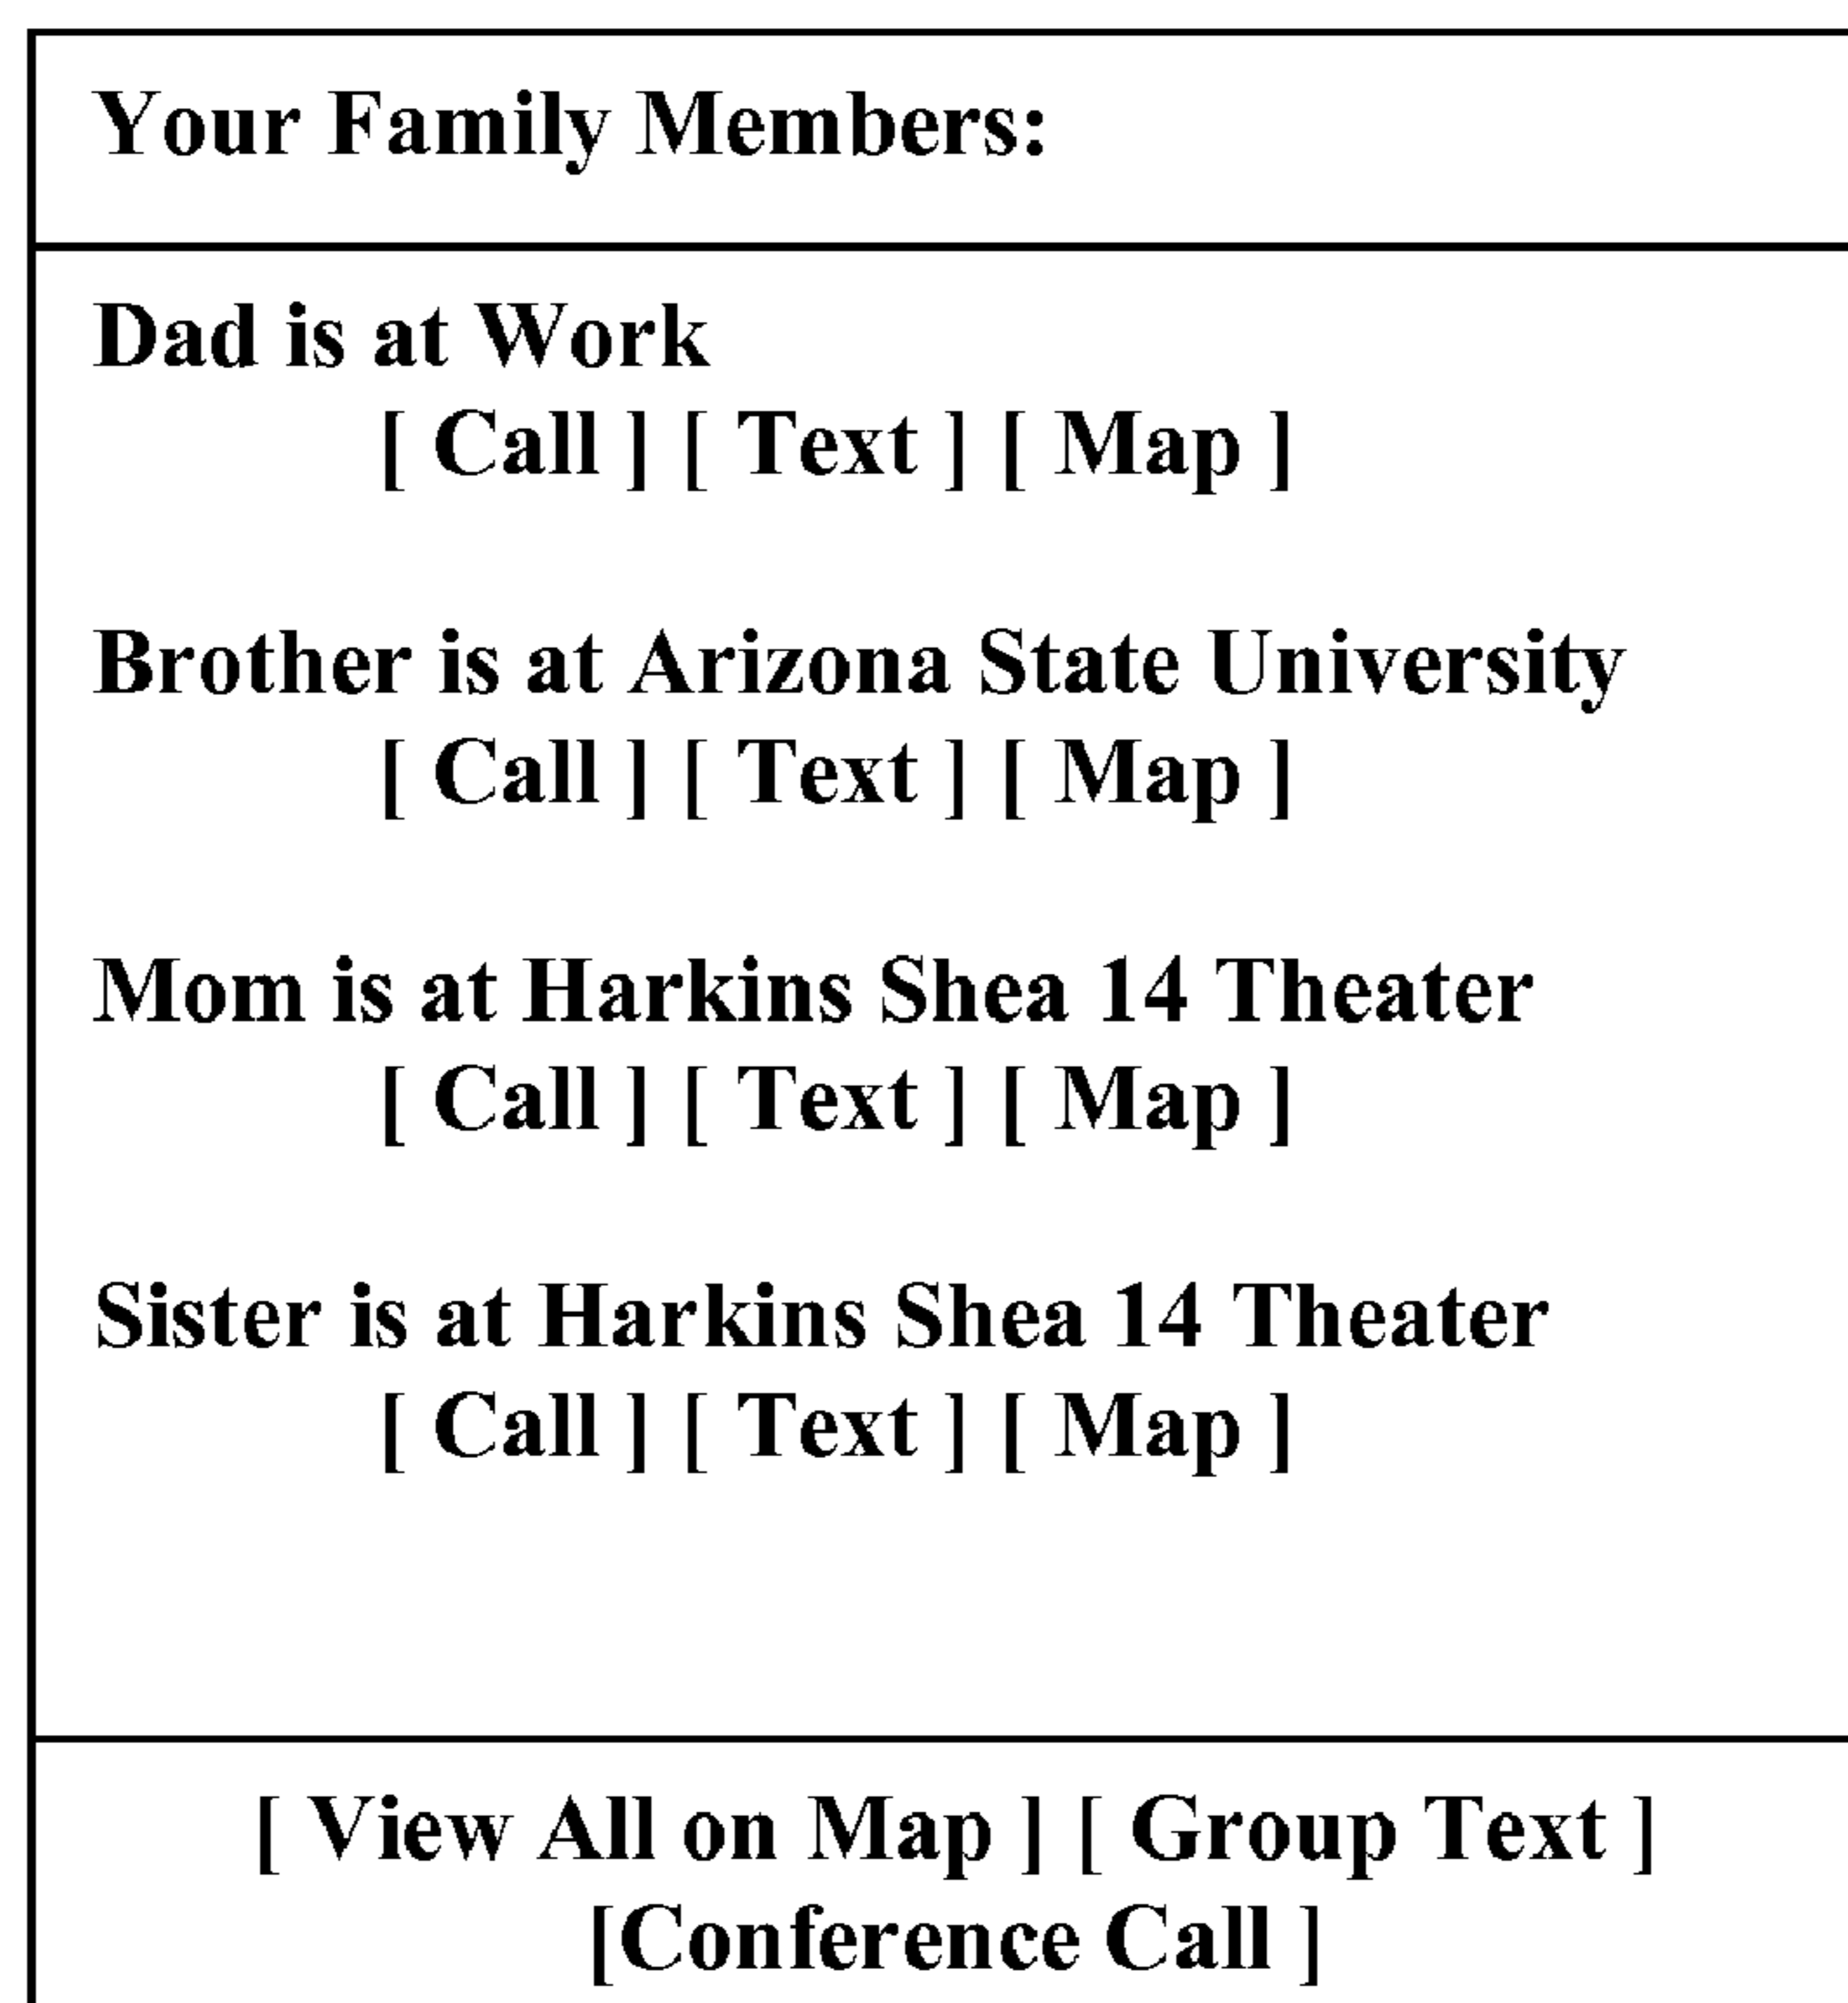 Your Family Members:
Dad is at Work
[ Call ] [ Text ] [ Map ]
Brother is at Arizona State University
[ Call ] [ Text ] [ Map ]
Mom is at Harkins Shea 14 Theater
[ Call ] [ Text ] [ Map ]
Sister is at Harkins Shea 14 Theater
[ Call ] [ Text ] [ Map ]
[ View All on Map ] [ Group Text ]
[Conference Call ]